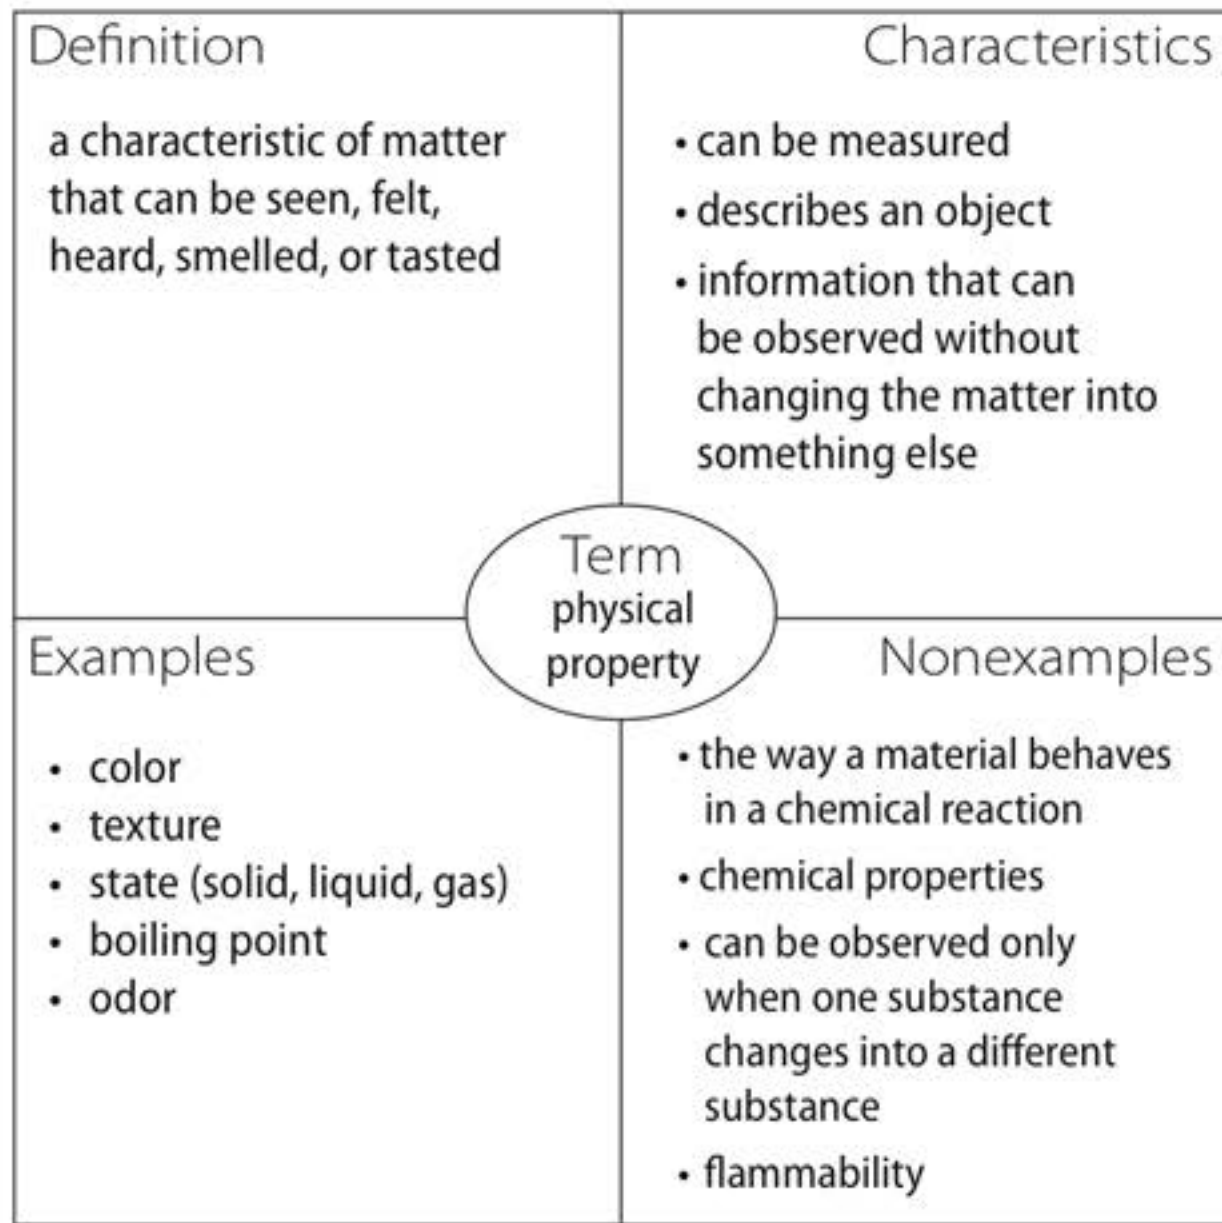 Definition
a characteristic of matter
that can be seen, felt,
heard, smelled, or tasted
Characteristics
• can be measured
• describes an object
• information that can
be observed without
changing the matter into
something else
Term
physical
property
Examples
• color
• texture
• state (solid, liquid, gas)
• boiling point
• odor
Nonexamples
• the way a material behaves
in a chemical reaction
• chemical properties
• can be observed only
when one substance
changes into a different
substance
• flammability